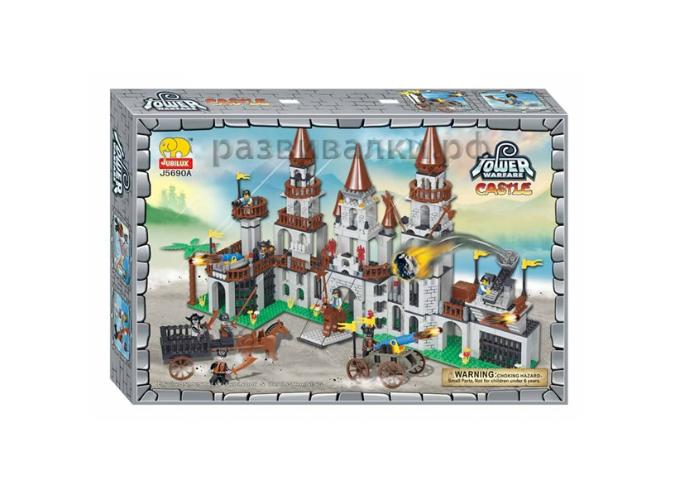 TOWER
WARFARE
CASTLE
развивалки.рф
JUBILUX
J5690A
TOWER
WARFARE
CASTLE
WARNING: CHOKING HAZARD-
Small Parts, Not for children under 6 years.